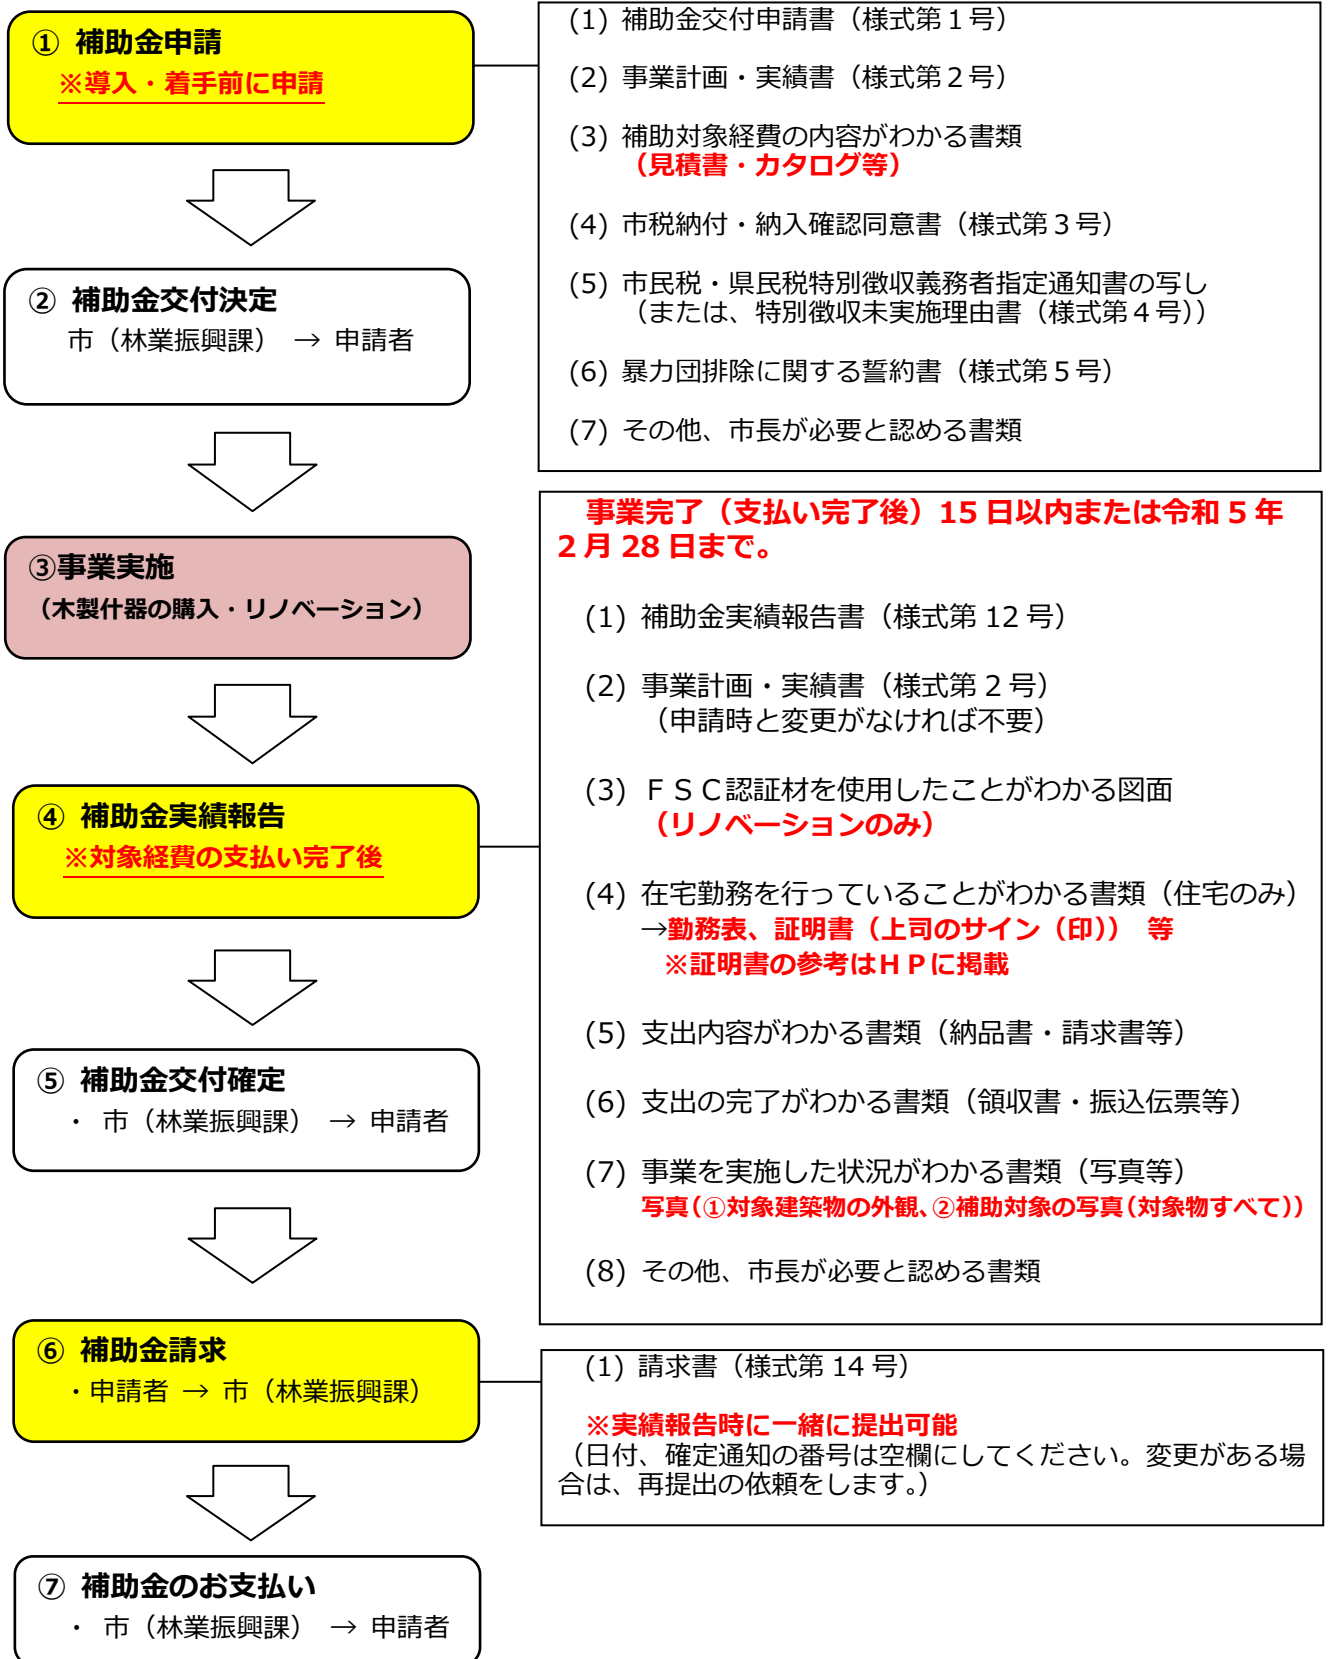 ① 補助金申請
※導入・着手前に申請
(1) 補助金交付申請書（様式第１号）
(2) 事業計画・実績書（様式第２号）
(3) 補助対象経費の内容がわかる書類
（見積書・カタログ等）
(4) 市税納付・納入確認同意書（様式第３号）
(5) 市民税・県民税特別徴収義務者指定通知書の写し
（または、特別徴収未実施理由書（様式第４号））
(6) 暴力団排除に関する誓約書（様式第５号）
(7) その他、市長が必要と認める書類
② 補助金交付決定
市（林業振興課） → 申請者
③事業実施
（木製什器の購入・リノベーション）
④ 補助金実績報告
※対象経費の支払い完了後
事業完了（支払い完了後）15 日以内または令和 5 年
2 月 28 日まで。
(1) 補助金実績報告書（様式第 12 号）
(2) 事業計画・実績書（様式第 2 号）
（申請時と変更がなければ不要）
(3) ＦＳＣ認証材を使用したことがわかる図面
（リノベーションのみ）
(4) 在宅勤務を行っていることがわかる書類（住宅のみ）
→勤務表、証明書（上司のサイン（印）） 等
※証明書の参考はＨＰに掲載
(5) 支出内容がわかる書類（納品書・請求書等）
(6) 支出の完了がわかる書類（領収書・振込伝票等）
(7) 事業を実施した状況がわかる書類（写真等）
写真（①対象建築物の外観、②補助対象の写真（対象物すべて））
(8) その他、市長が必要と認める書類
⑤ 補助金交付確定
・ 市（林業振興課） → 申請者
⑥ 補助金請求
・申請者 → 市（林業振興課）
(1) 請求書（様式第 14 号）
※実績報告時に一緒に提出可能
（日付、確定通知の番号は空欄にしてください。変更がある場
合は、再提出の依頼をします。）
⑦ 補助金のお支払い
・ 市（林業振興課） → 申請者